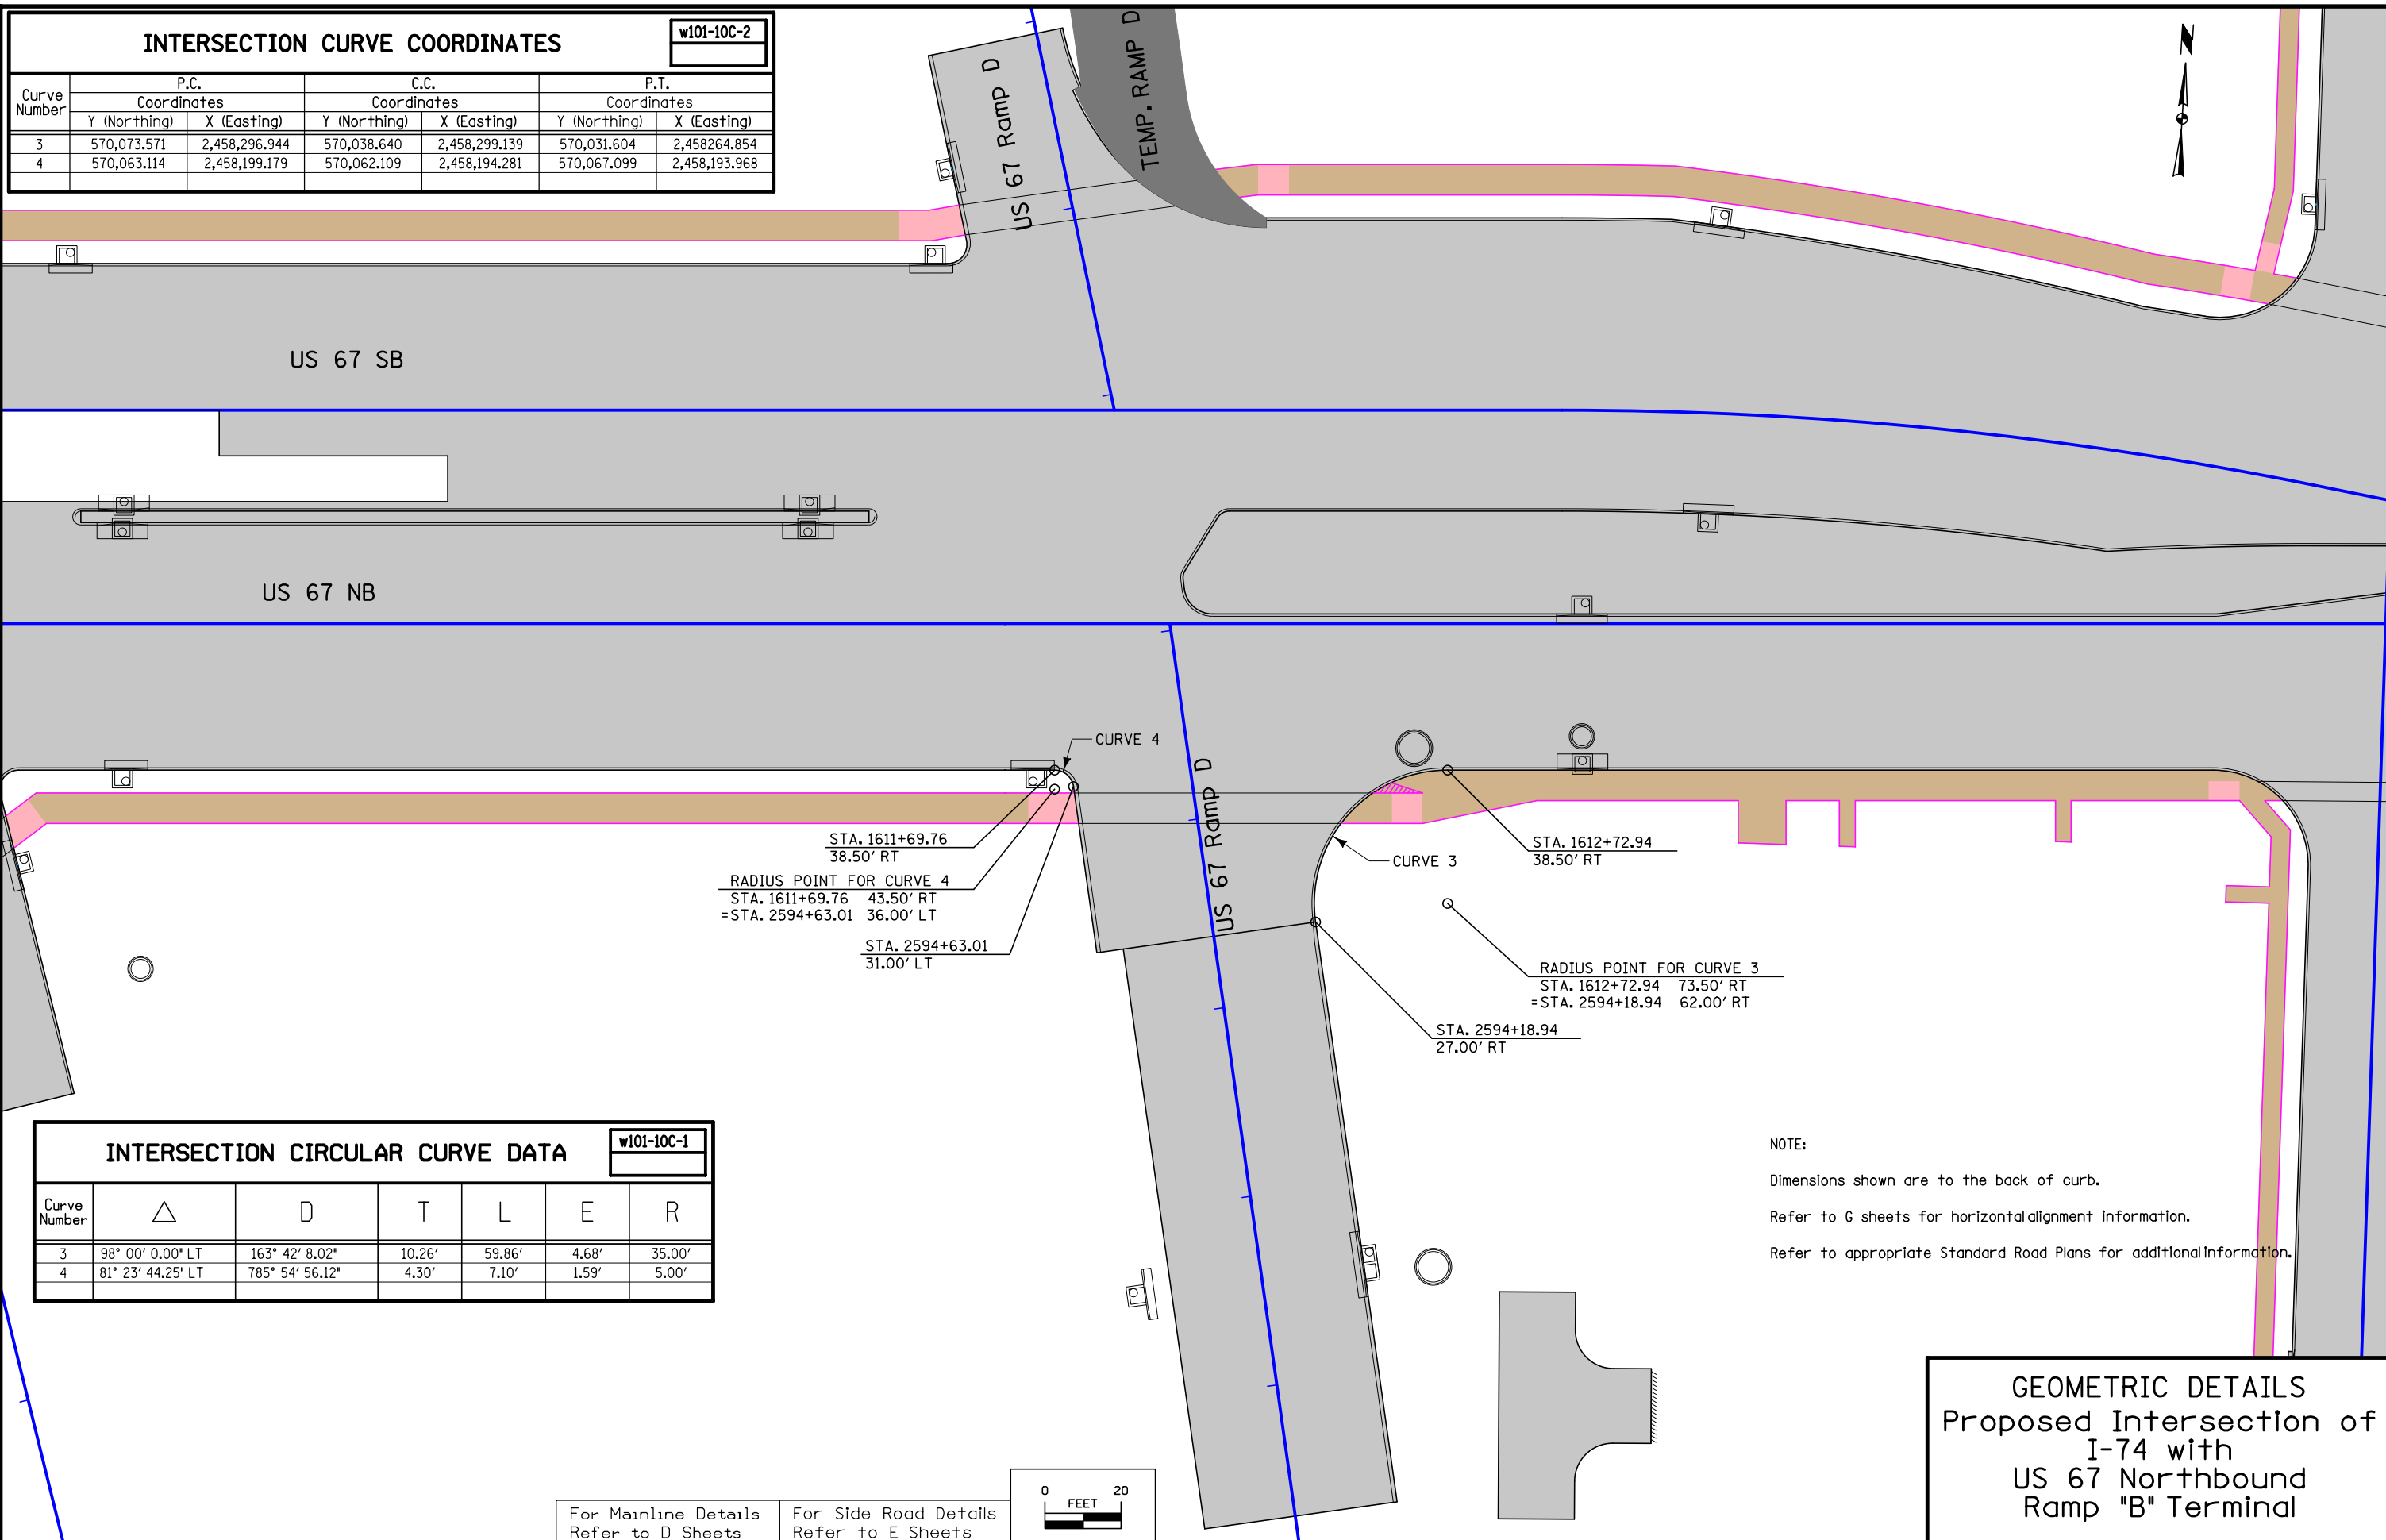 INTERSECTION CURVE COORDINATES
w101-10C-2
Curve Number P.C. C.C. P.T.
Coordinates Coordinates Coordinates
Y (Northing) X (Easting) Y (Northing) X (Easting) Y (Northing) X (Easting)
3 570,073.571 2,458,296.944 570,038.640 2,458,299.139 570,031.604 2,458264.854
4 570,063.114 2,458,199.179 570,062.109 2,458,194.281 570,067.099 2,458,193.968
US 67 Ramp D
TEMP. RAMP D
N
US 67 SB
US 67 NB
CURVE 4
US 67 Ramp D
STA. 1611+69.76
38.50' RT
RADIUS POINT FOR CURVE 4
STA. 1611+69.76 43.50' RT
=STA. 2594+63.01 36.00' LT
STA. 2594+63.01
31.00' LT
CURVE 3
STA. 1612+72.94
38.50' RT
RADIUS POINT FOR CURVE 3
STA. 1612+72.94 73.50' RT
=STA. 2594+18.94 62.00' RT
STA. 2594+18.94
27.00' RT
INTERSECTION CIRCULAR CURVE DATA
w101-10C-1
Curve Number △ D T L E R
3 98° 00' 0.00" LT 163° 42' 8.02" 10.26' 59.86' 4.68' 35.00'
4 81° 23' 44.25" LT 785° 54' 56.12" 4.30' 7.10' 1.59' 5.00'
NOTE:
Dimensions shown are to the back of curb.
Refer to G sheets for horizontal alignment information.
Refer to appropriate Standard Road Plans for additional information.
For Mainline Details
Refer to D Sheets
For Side Road Details
Refer to E Sheets
0 20
FEET
GEOMETRIC DETAILS
Proposed Intersection of
I-74 with
US 67 Northbound
Ramp "B" Terminal